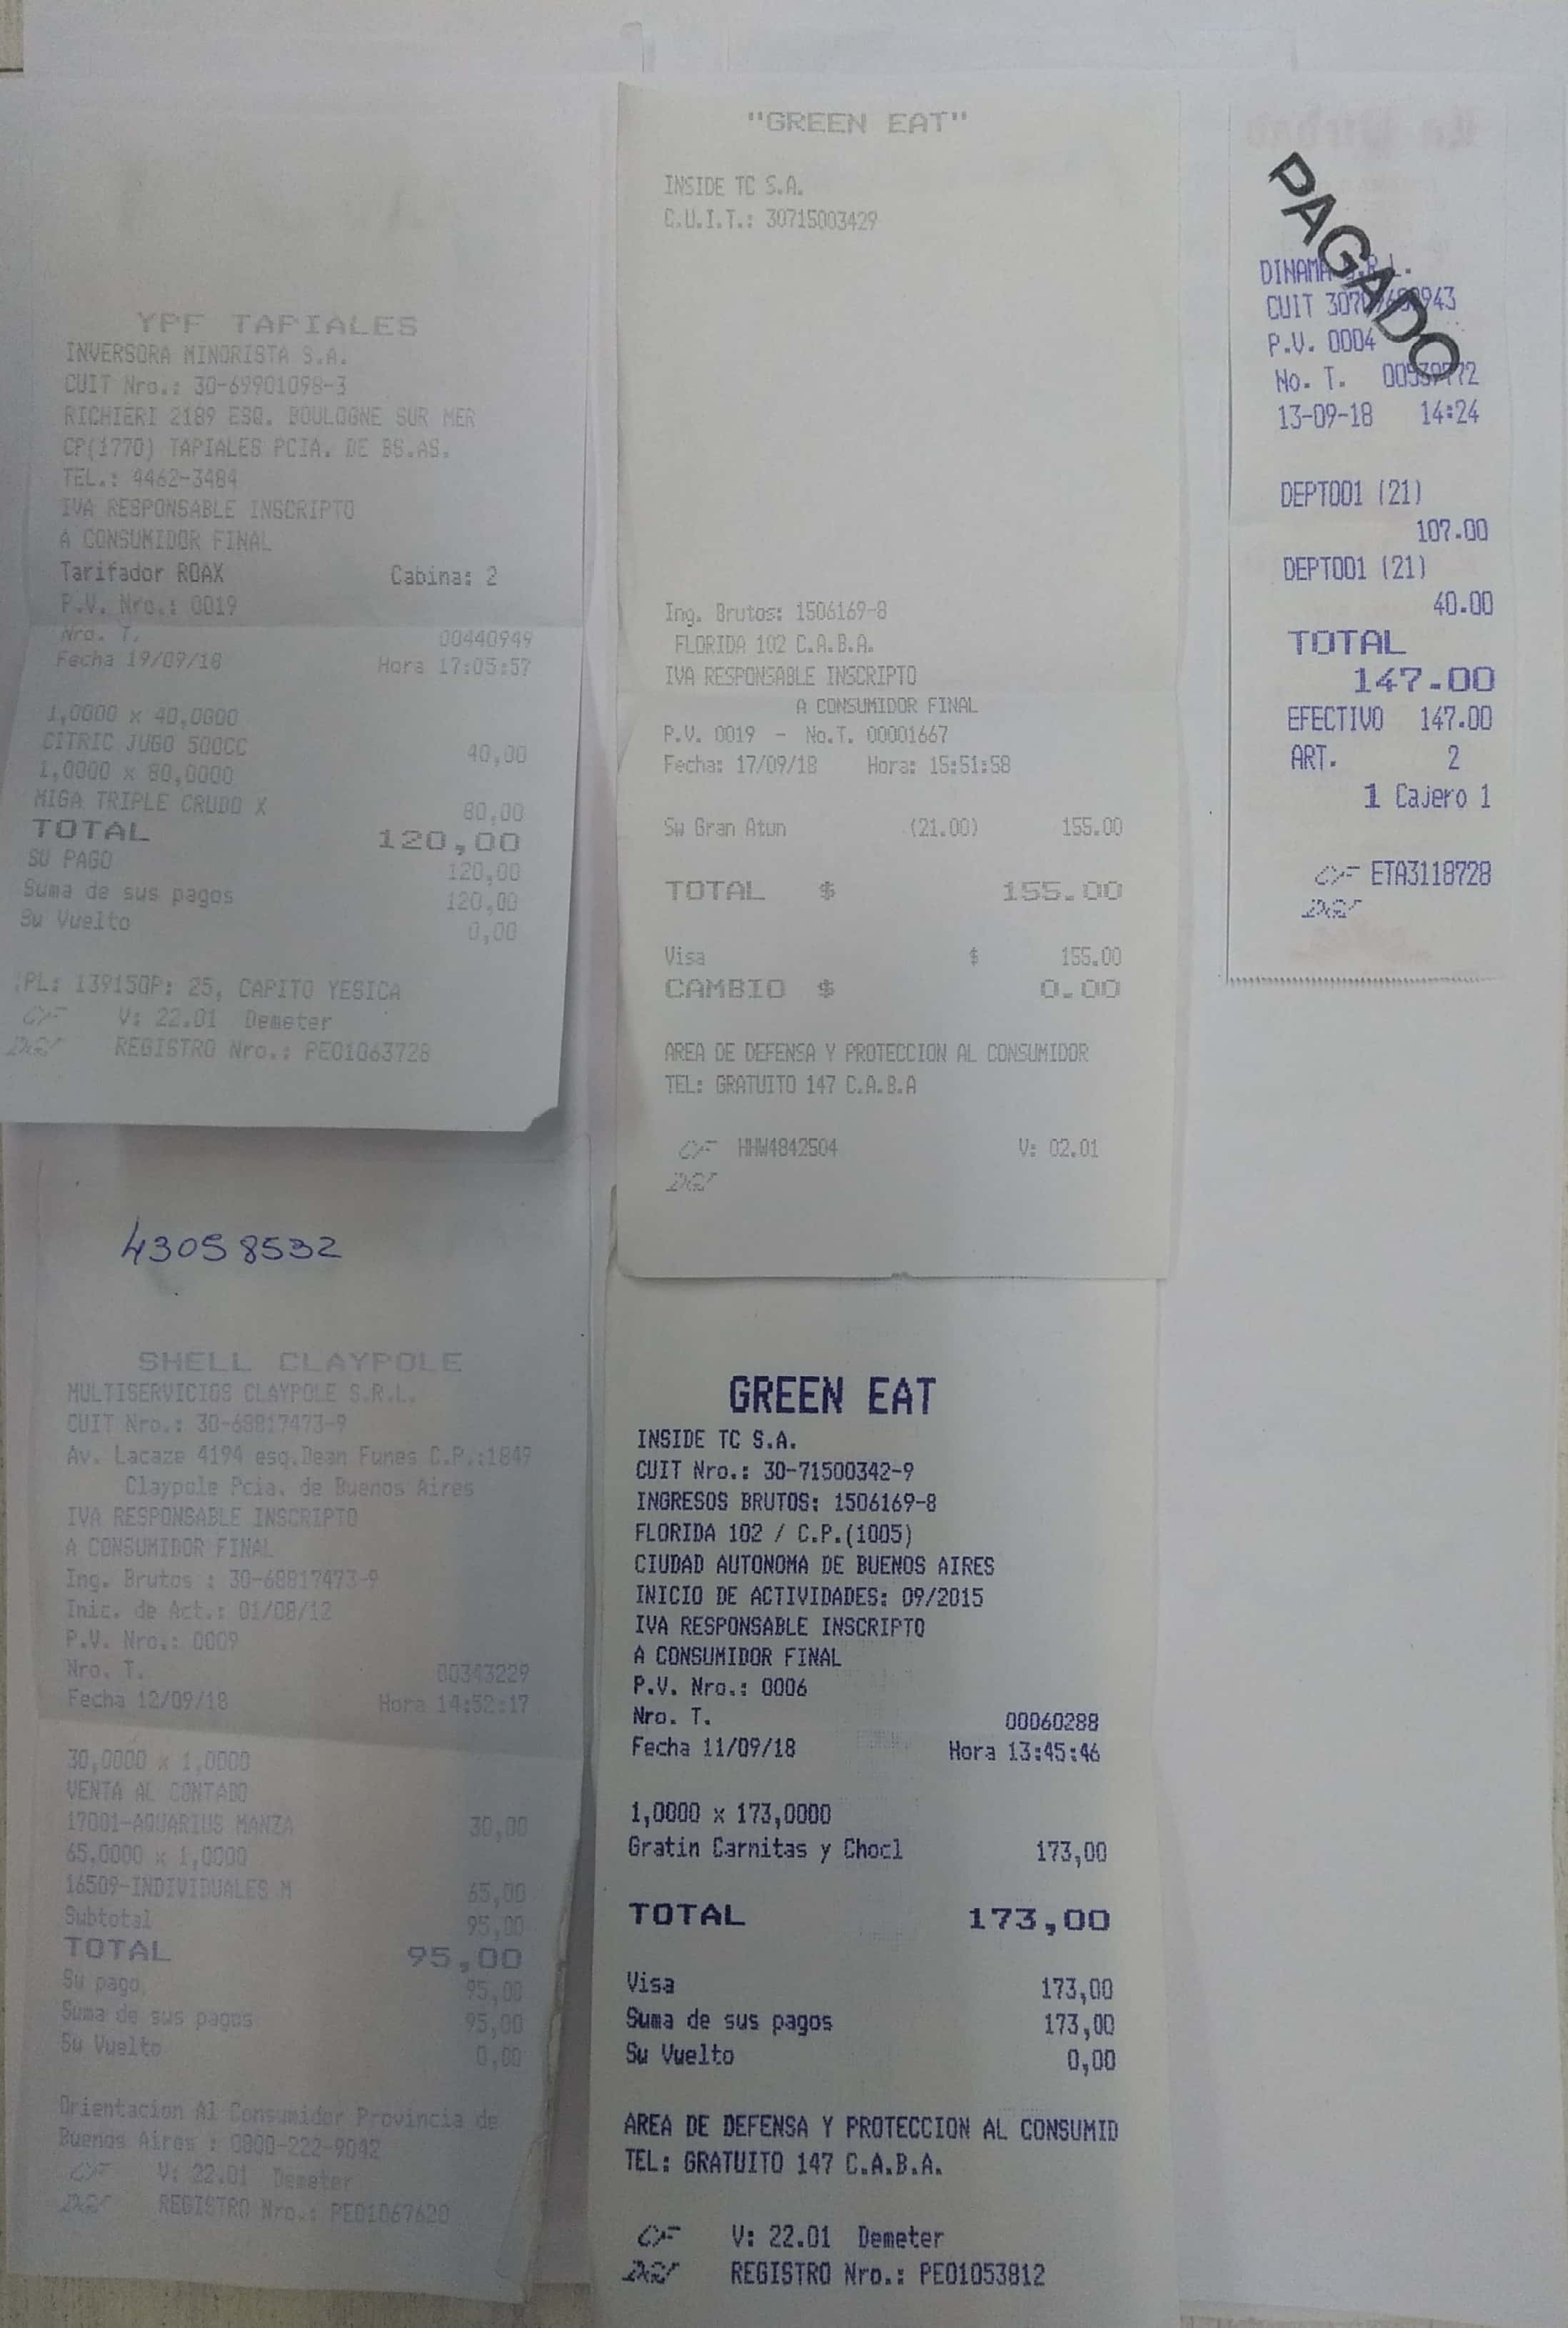 YPF TAPIALES
INVERSORA MINORISTA S.A.
CUIT Nro.: 30-69901098-3
RICHIERI 2189 ESQ. BOULOGNE SUR MER
CP(1770) TAPIALES PCIA. DE BS.AS.
TEL.: 4462-3484
IVA RESPONSABLE INSCRIPTO
A CONSUMIDOR FINAL
Tarifador ROAX Cabina: 2
P.V. Nro.: 0019
Nro. T. 00440949
Fecha 19/09/18 Hora 17:05:57
1,0000 x 40,0000
CITRIC JUGO 500CC 40,00
1,0000 x 80,0000
MIGA TRIPLE CRUDO X 80,00
TOTAL 120,00
SU PAGO 120,00
Suma de sus pagos 120,00
Su Vuelto 0,00
PL: 13915OP: 25, CAPITO YESICA
CF V: 22.01 Demeter
DGI REGISTRO Nro.: PEO1063728
"GREEN EAT"
INSIDE TC S.A.
C.U.I.T.: 30715003429
Ing. Brutos: 1506169-8
FLORIDA 102 C.A.B.A.
IVA RESPONSABLE INSCRIPTO
A CONSUMIDOR FINAL
P.V. 0019 - No.T. 00001667
Fecha: 17/09/18 Hora: 15:51:58
Sw Gran Atun (21.00) 155.00
TOTAL $ 155.00
Visa $ 155.00
CAMBIO $ 0.00
AREA DE DEFENSA Y PROTECCION AL CONSUMIDOR
TEL: GRATUITO 147 C.A.B.A
CF HHW4842504 V: 02.01
DGI
PAGADO
DINAMA S.R.L.
CUIT
P.V. 0004
No. T.
13-09-18 14:24
DEPT001 (21)
107.00
DEPT001 (21)
40.00
TOTAL
147.00
EFECTIVO 147.00
ART. 2
1 Cajero 1
CF ETA3118728
DGI
43058532
SHELL CLAYPOLE
MULTISERVICIOS CLAYPOLE S.R.L.
CUIT Nro.: 30-68817473-9
Av. Lacaze 4194 esq.Dean Funes C.P.:1849
Claypole Pcia. de Buenos Aires
IVA RESPONSABLE INSCRIPTO
A CONSUMIDOR FINAL
Ing. Brutos : 30-68817473-9
Inic. de Act.: 01/08/12
P.V. Nro.: 0009
Nro. T. 00343229
Fecha 12/09/18 Hora 14:52:17
30,0000 x 1,0000
VENTA AL CONTADO
17001-AQUARIUS MANZA 30,00
65,0000 x 1,0000
16509-INDIVIDUALES M 65,00
Subtotal 95,00
TOTAL 95,00
Su pago 95,00
Suma de sus pagos 95,00
Su Vuelto 0,00
Orientacion Al Consumidor Provincia de
Buenos Aires : 0800-222-9042
CF V: 22.01 Demeter
DGI REGISTRO Nro.: PEO1067620
GREEN EAT
INSIDE TC S.A.
CUIT Nro.: 30-71500342-9
INGRESOS BRUTOS: 1506169-8
FLORIDA 102 / C.P.(1005)
CIUDAD AUTONOMA DE BUENOS AIRES
INICIO DE ACTIVIDADES: 09/2015
IVA RESPONSABLE INSCRIPTO
A CONSUMIDOR FINAL
P.V. Nro.: 0006
Nro. T. 00060288
Fecha 11/09/18 Hora 13:45:46
1,0000 x 173,0000
Gratin Carnitas y Chocl 173,00
TOTAL 173,00
Visa 173,00
Suma de sus pagos 173,00
Su Vuelto 0,00
AREA DE DEFENSA Y PROTECCION AL CONSUMID
TEL: GRATUITO 147 C.A.B.A.
CF V: 22.01 Demeter
DGI REGISTRO Nro.: PEO1053812